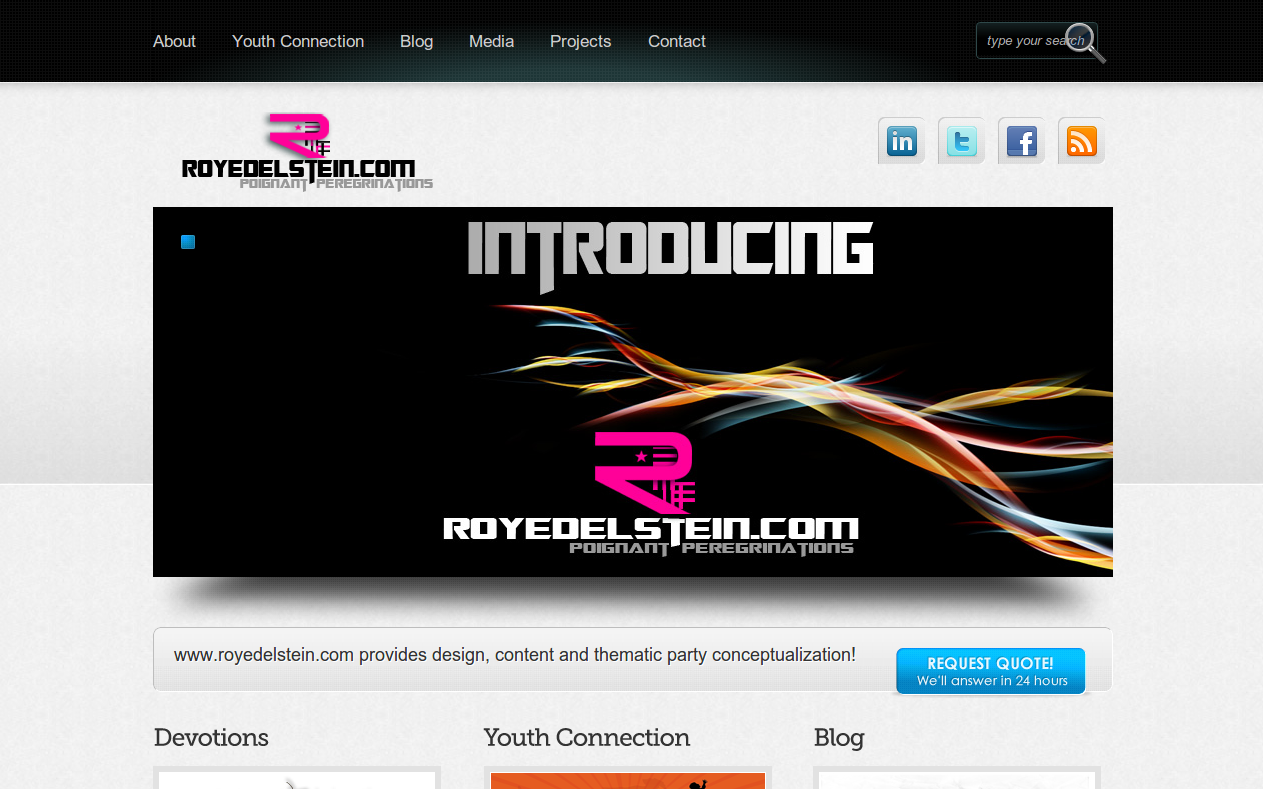 About Youth Connection Blog Media Projects Contact
type your search
ROYEDELSTEIN.COM
POIGNANT PEREGRINATIONS
in t f
INTRODUCING
ROYEDELSTEIN.COM
POIGNANT PEREGRINATIONS
www.royedelstein.com provides design, content and thematic party conceptualization!
REQUEST QUOTE!
We'll answer in 24 hours
Devotions Youth Connection Blog